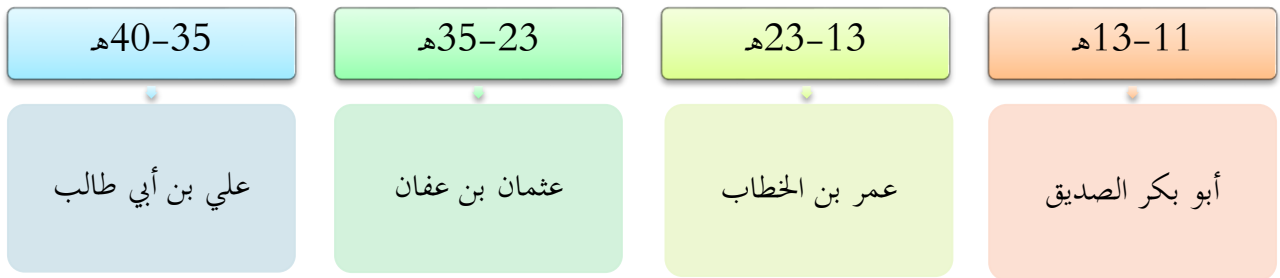 11-13هـ
13-23هـ
23-35هـ
35-40هـ
أبو بكر الصديق
عمر بن الخطاب
عثمان بن عفان
علي بن أبي طالب